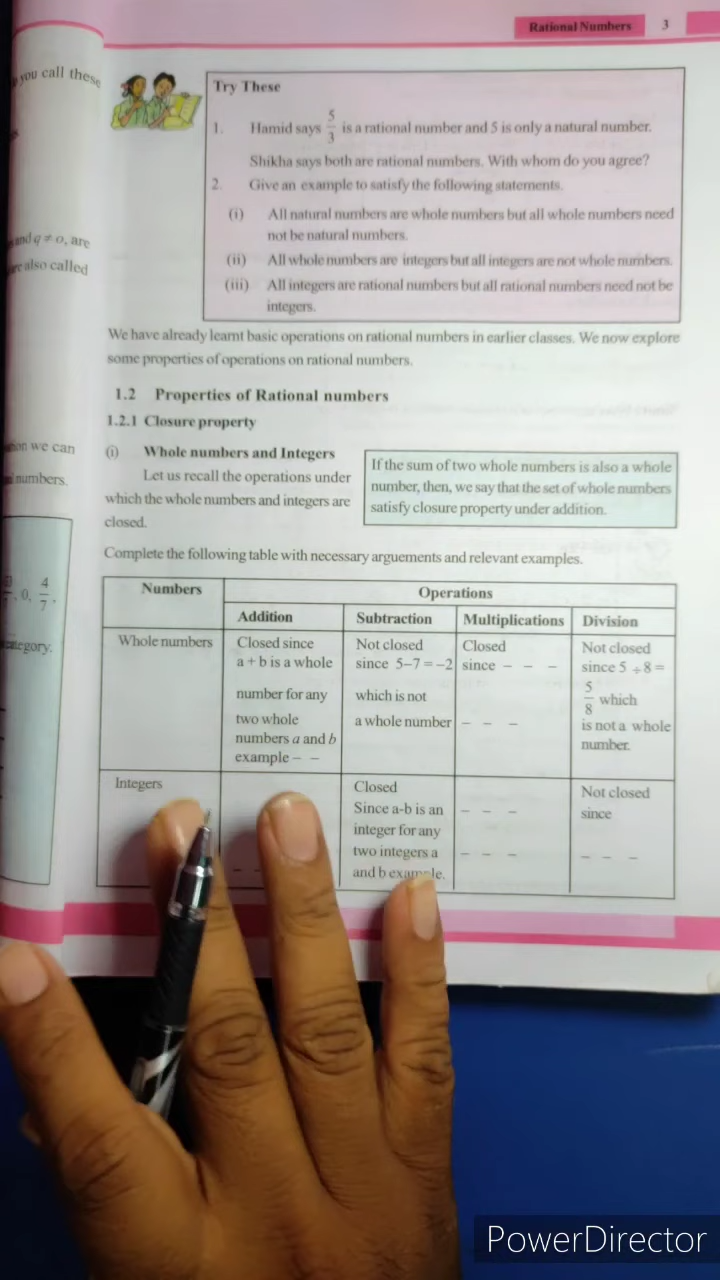 Rational Numbers 3
you call these
Try These
1. Hamid says 5/3 is a rational number and 5 is only a natural number.
Shikha says both are rational numbers. With whom do you agree?
2. Give an example to satisfy the following statements.
(i) All natural numbers are whole numbers but all whole numbers need
not be natural numbers.
(ii) All whole numbers are integers but all integers are not whole numbers.
(iii) All integers are rational numbers but all rational numbers need not be
integers.
and q ≠ o, are
are also called
We have already learnt basic operations on rational numbers in earlier classes. We now explore
some properties of operations on rational numbers.
1.2 Properties of Rational numbers
1.2.1 Closure property
we can
numbers.
(i) Whole numbers and Integers
Let us recall the operations under
which the whole numbers and integers are
closed.
If the sum of two whole numbers is also a whole
number, then, we say that the set of whole numbers
satisfy closure property under addition.
, 0, 4/7,
Complete the following table with necessary arguements and relevant examples.
Numbers
Operations
Addition Subtraction Multiplications Division
Whole numbers
Closed since
a + b is a whole
number for any
two whole
numbers a and b
example – –
Not closed
since 5–7 = –2
which is not
a whole number
Closed
since – – –
– – –
Not closed
since 5 ÷ 8 =
5/8 which
is not a whole
number.
Integers
– –
Closed
Since a-b is an
integer for any
two integers a
and b example.
– – –
– – –
Not closed
since
– – –
PowerDirector